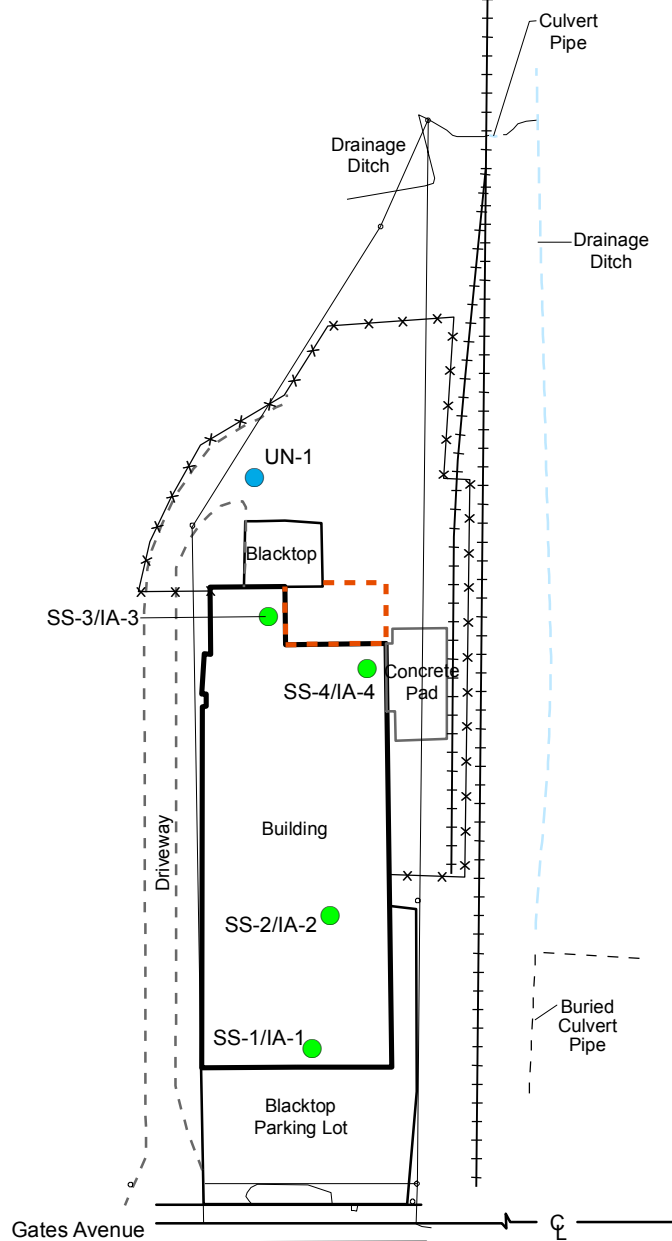 Culvert
Pipe
Drainage
Ditch
Drainage
Ditch
UN-1
Blacktop
SS-3/IA-3
SS-4/IA-4
Concrete
Pad
Building
Driveway
SS-2/IA-2
Buried
Culvert
Pipe
SS-1/IA-1
Blacktop
Parking Lot
Gates Avenue
℄